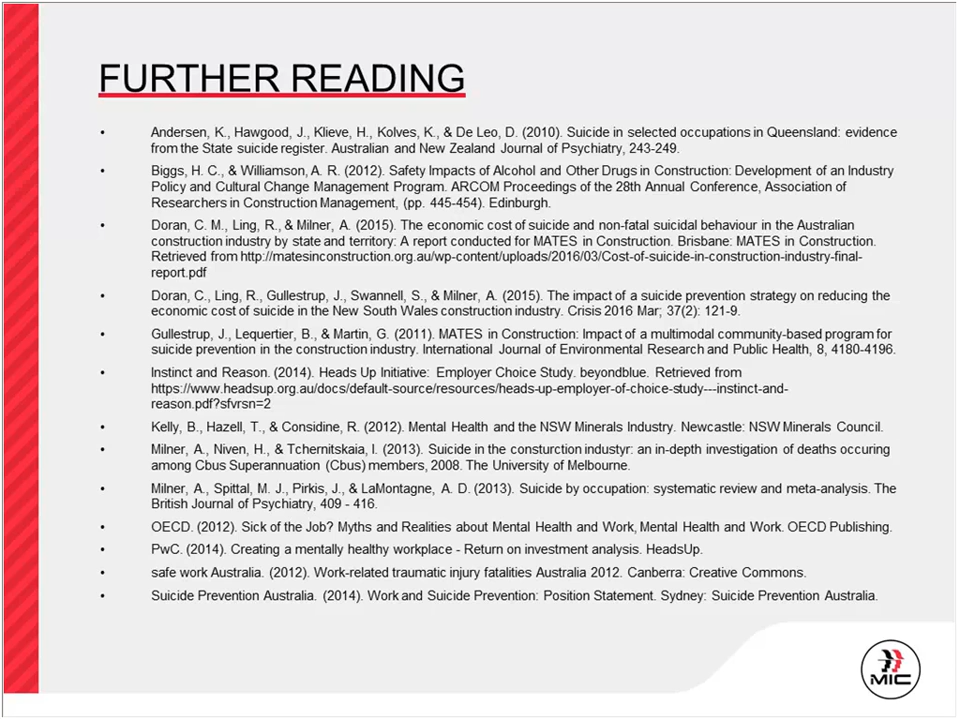 FURTHER READING
• Andersen, K., Hawgood, J., Klieve, H., Kolves, K., & De Leo, D. (2010). Suicide in selected occupations in Queensland: evidence
from the State suicide register. Australian and New Zealand Journal of Psychiatry, 243-249.
• Biggs, H. C., & Williamson, A. R. (2012). Safety Impacts of Alcohol and Other Drugs in Construction: Development of an Industry
Policy and Cultural Change Management Program. ARCOM Proceedings of the 28th Annual Conference, Association of
Researchers in Construction Management, (pp. 445-454). Edinburgh.
• Doran, C. M., Ling, R., & Milner, A. (2015). The economic cost of suicide and non-fatal suicidal behaviour in the Australian
construction industry by state and territory: A report conducted for MATES in Construction. Brisbane: MATES in Construction.
Retrieved from http://matesinconstruction.org.au/wp-content/uploads/2016/03/Cost-of-suicide-in-construction-industry-final-
report.pdf
• Doran, C., Ling, R., Gullestrup, J., Swannell, S., & Milner, A. (2015). The impact of a suicide prevention strategy on reducing the
economic cost of suicide in the New South Wales construction industry. Crisis 2016 Mar; 37(2): 121-9.
• Gullestrup, J., Lequertier, B., & Martin, G. (2011). MATES in Construction: Impact of a multimodal community-based program for
suicide prevention in the construction industry. International Journal of Environmental Research and Public Health, 8, 4180-4196.
• Instinct and Reason. (2014). Heads Up Initiative: Employer Choice Study. beyondblue. Retrieved from
https://www.headsup.org.au/docs/default-source/resources/heads-up-employer-of-choice-study---instinct-and-
reason.pdf?sfvrsn=2
• Kelly, B., Hazell, T., & Considine, R. (2012). Mental Health and the NSW Minerals Industry. Newcastle: NSW Minerals Council.
• Milner, A., Niven, H., & Tchernitskaia, I. (2013). Suicide in the consturction industyr: an in-depth investigation of deaths occuring
among Cbus Superannuation (Cbus) members, 2008. The University of Melbourne.
• Milner, A., Spittal, M. J., Pirkis, J., & LaMontagne, A. D. (2013). Suicide by occupation: systematic review and meta-analysis. The
British Journal of Psychiatry, 409 - 416.
• OECD. (2012). Sick of the Job? Myths and Realities about Mental Health and Work, Mental Health and Work. OECD Publishing.
• PwC. (2014). Creating a mentally healthy workplace - Return on investment analysis. HeadsUp.
• safe work Australia. (2012). Work-related traumatic injury fatalities Australia 2012. Canberra: Creative Commons.
• Suicide Prevention Australia. (2014). Work and Suicide Prevention: Position Statement. Sydney: Suicide Prevention Australia.
MIC